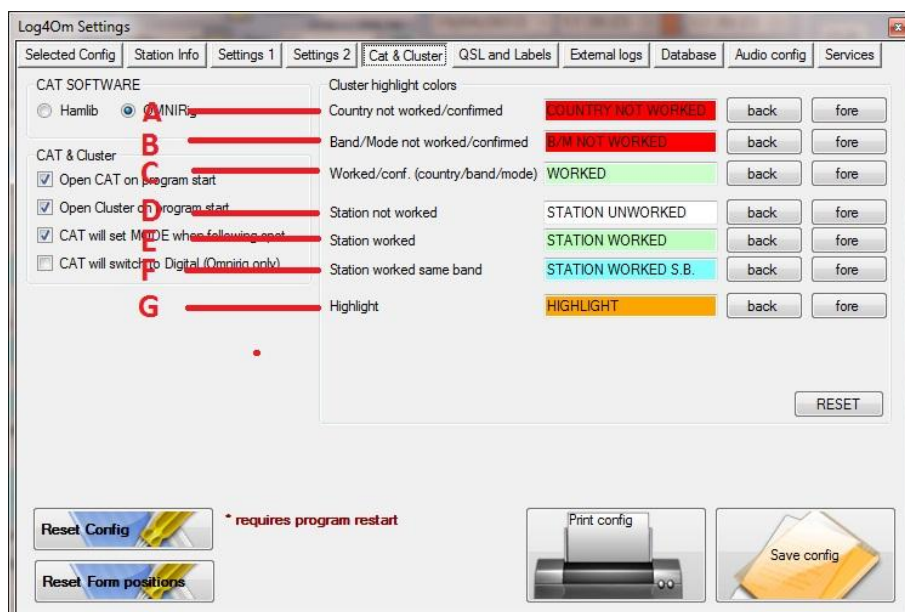 Log4Om Settings
Selected Config Station Info Settings 1 Settings 2 Cat & Cluster QSL and Labels External logs Database Audio config Services
CAT SOFTWARE
Hamlib OMNIRig
CAT & Cluster
Open CAT on program start
Open Cluster on program start
CAT will set MODE when following spot
CAT will switch to Digital (Omnirig only)
A
B
C
D
E
F
G
Cluster highlight colors
Country not worked/confirmed COUNTRY NOT WORKED back fore
Band/Mode not worked/confirmed B/M NOT WORKED back fore
Worked/conf. (country/band/mode) WORKED back fore
Station not worked STATION UNWORKED back fore
Station worked STATION WORKED back fore
Station worked same band STATION WORKED S.B. back fore
Highlight HIGHLIGHT back fore
RESET
Reset Config
* requires program restart
Print config
Save config
Reset Form positions